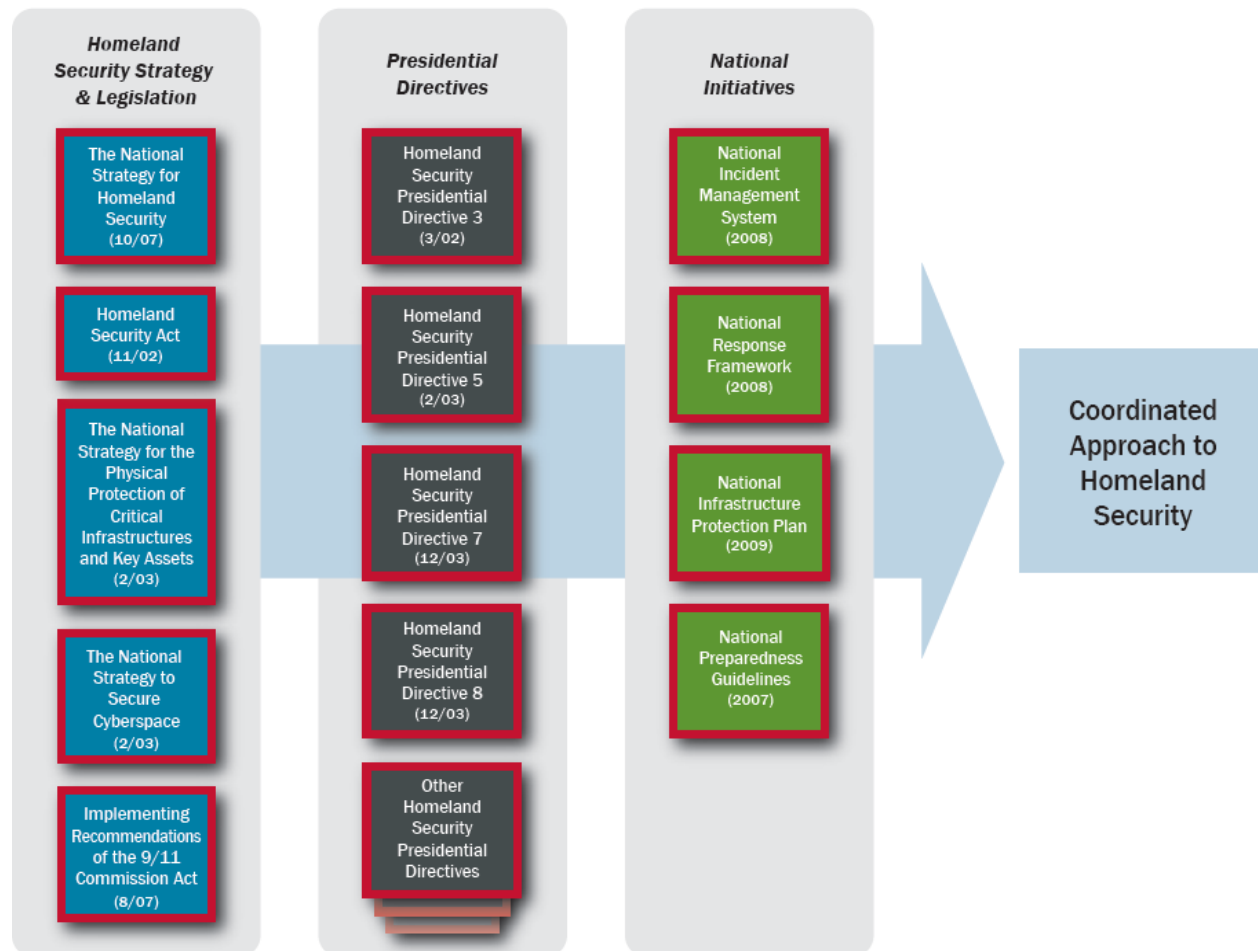 Homeland
Security Strategy
& Legislation
The National
Strategy for
Homeland
Security
(10/07)
Homeland
Security Act
(11/02)
The National
Strategy for the
Physical
Protection of
Critical
Infrastructures
and Key Assets
(2/03)
The National
Strategy to
Secure
Cyberspace
(2/03)
Implementing
Recommendations
of the 9/11
Commission Act
(8/07)
Presidential
Directives
Homeland
Security
Presidential
Directive 3
(3/02)
Homeland
Security
Presidential
Directive 5
(2/03)
Homeland
Security
Presidential
Directive 7
(12/03)
Homeland
Security
Presidential
Directive 8
(12/03)
Other
Homeland
Security
Presidential
Directives
National
Initiatives
National
Incident
Management
System
(2008)
National
Response
Framework
(2008)
National
Infrastructure
Protection Plan
(2009)
National
Preparedness
Guidelines
(2007)
Coordinated
Approach to
Homeland
Security